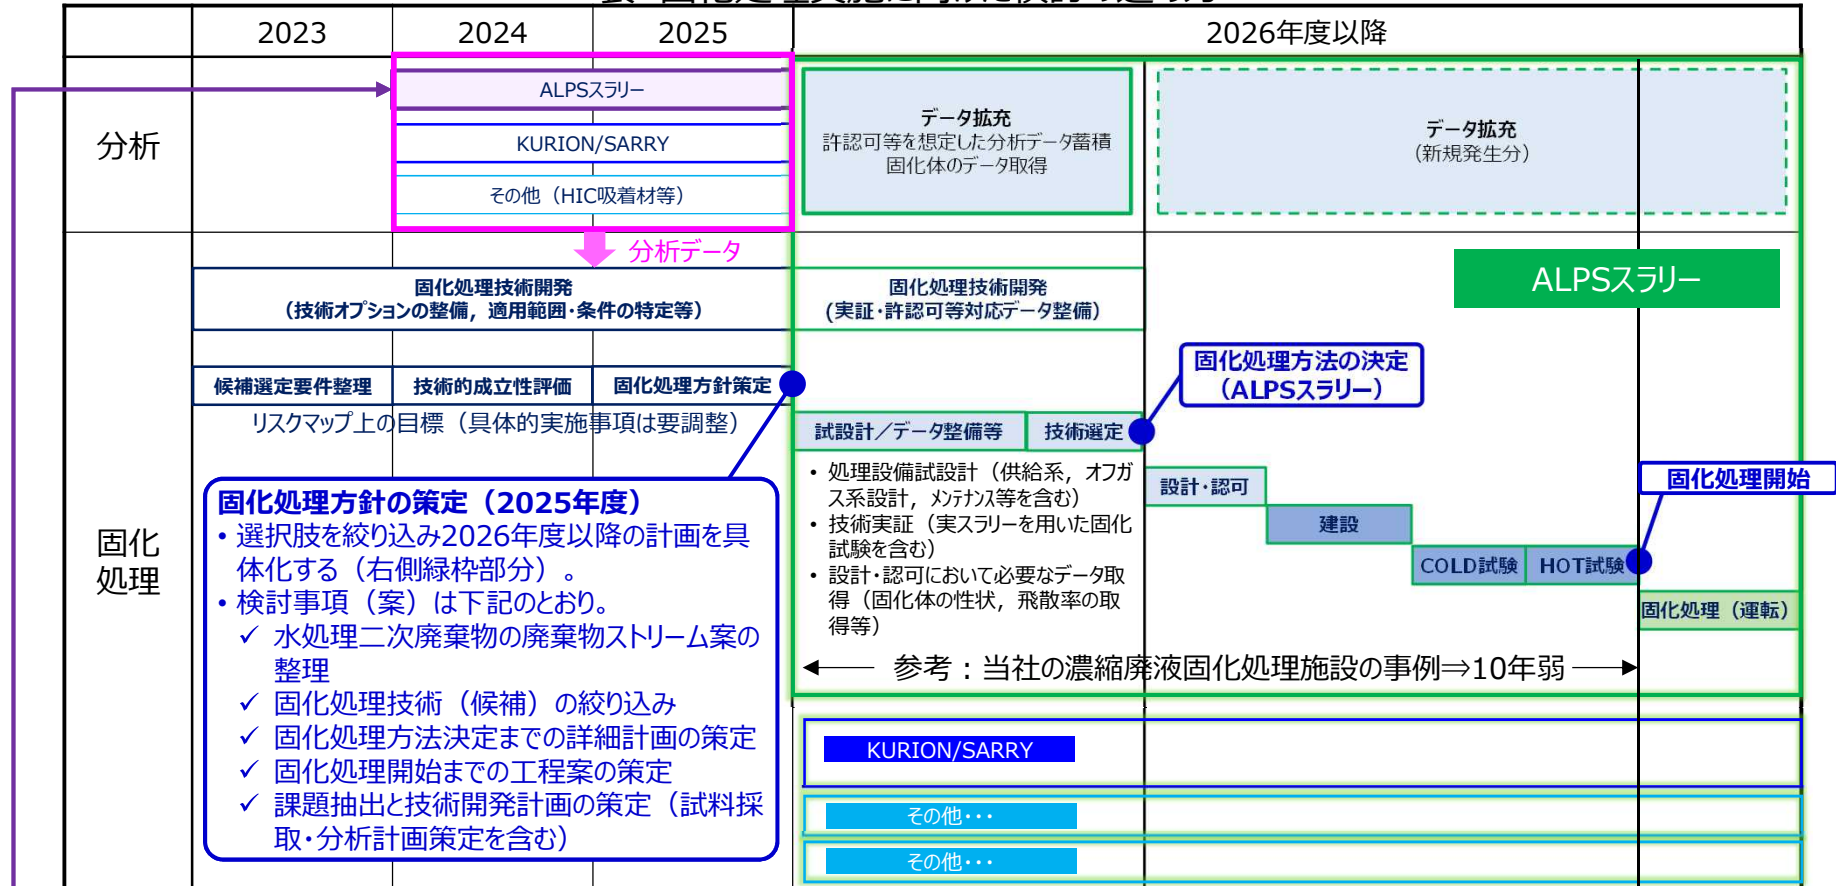 2023
2024
2025
2026年度以降
分析
ALPSスラリー
KURION/SARRY
その他（HIC吸着材等）
データ拡充
許認可等を想定した分析データ蓄積
固化体のデータ取得
データ拡充
（新規発生分）
分析データ
固化
処理
固化処理技術開発
（技術オプションの整備，適用範囲・条件の特定等）
固化処理技術開発
(実証・許認可等対応データ整備)
ALPSスラリー
候補選定要件整理
技術的成立性評価
固化処理方針策定
リスクマップ上の目標（具体的実施事項は要調整）
固化処理方法の決定
（ALPSスラリー）
試設計／データ整備等
技術選定
• 処理設備試設計（供給系，オフガ
ス系設計，メンテナンス等を含む）
• 技術実証（実スラリーを用いた固化
試験を含む）
• 設計・認可において必要なデータ取
得（固化体の性状，飛散率の取
得等）
設計・認可
建設
COLD試験
HOT試験
固化処理開始
固化処理（運転）
参考：当社の濃縮廃液固化処理施設の事例⇒10年弱
固化処理方針の策定（2025年度）
• 選択肢を絞り込み2026年度以降の計画を具
体化する（右側緑枠部分）。
• 検討事項（案）は下記のとおり。
✓ 水処理二次廃棄物の廃棄物ストリーム案の
整理
✓ 固化処理技術（候補）の絞り込み
✓ 固化処理方法決定までの詳細計画の策定
✓ 固化処理開始までの工程案の策定
✓ 課題抽出と技術開発計画の策定（試料採
取・分析計画策定を含む）
KURION/SARRY
その他・・・
その他・・・